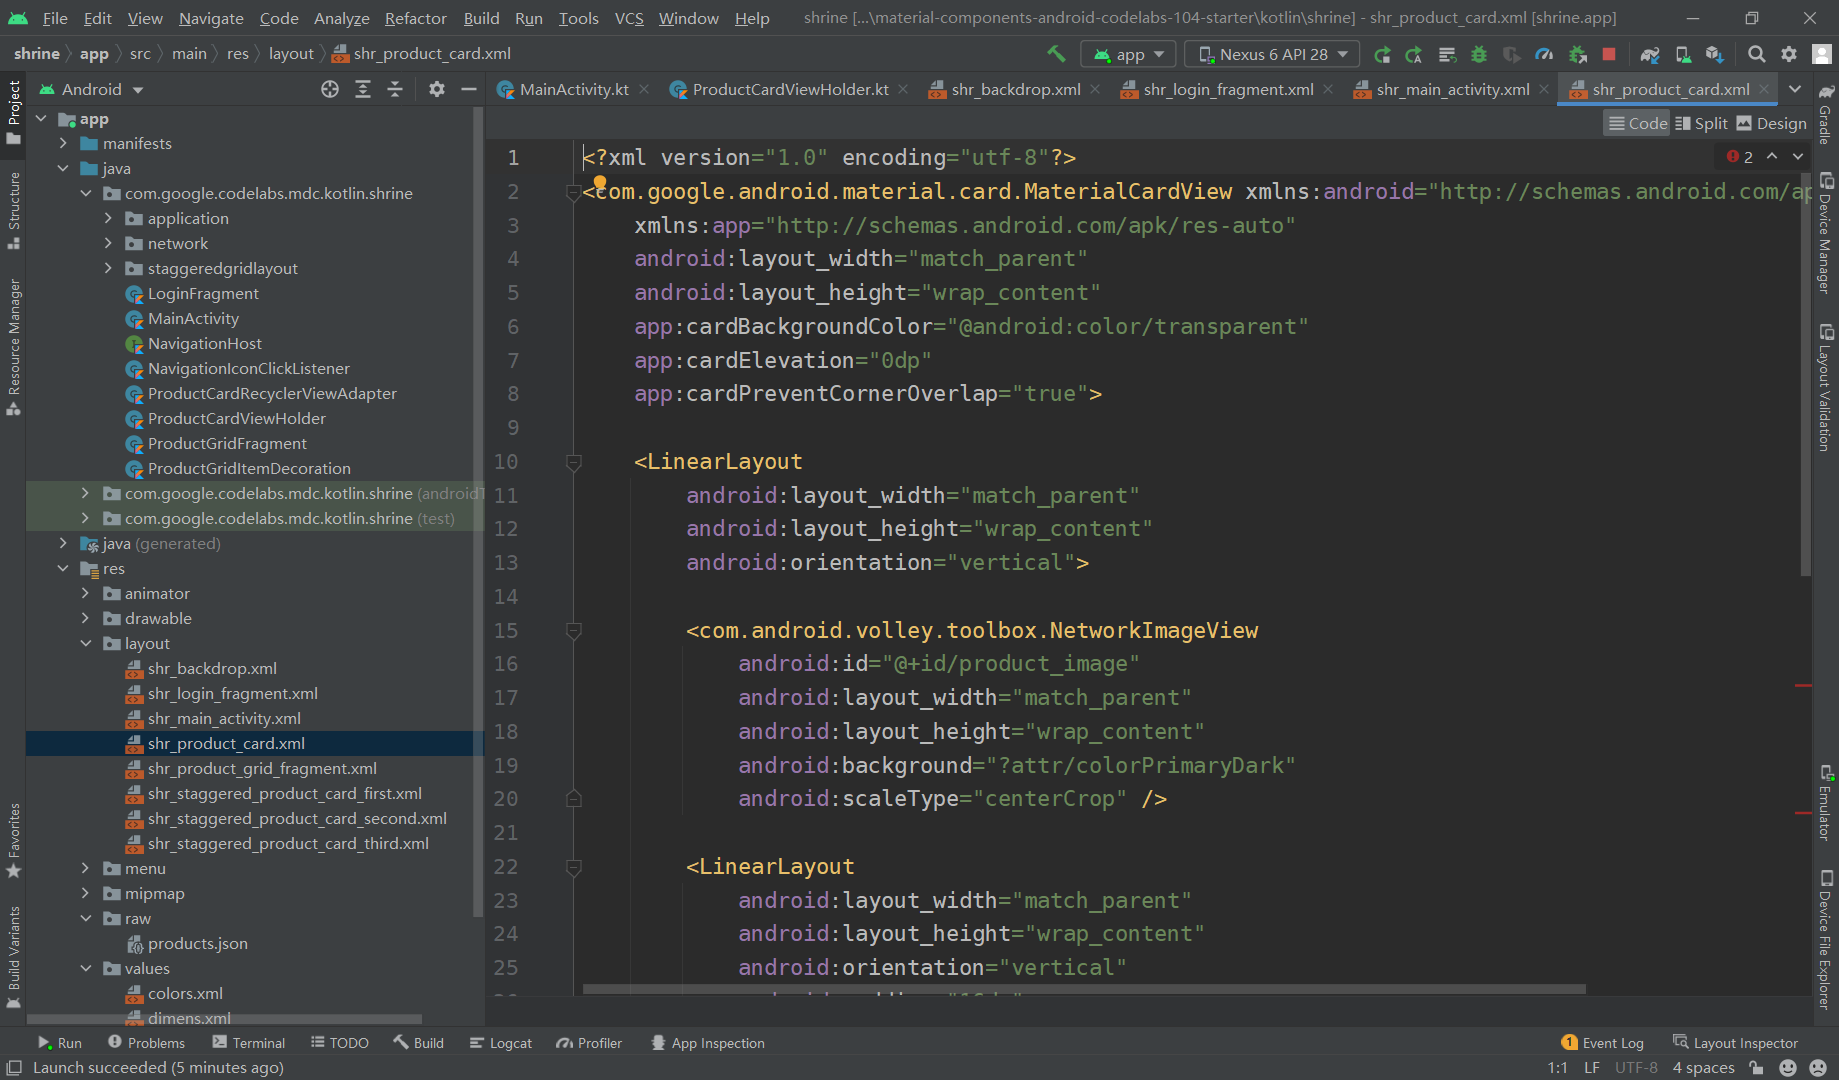 File Edit View Navigate Code Analyze Refactor Build Run Tools VCS Window Help shrine [...\material-components-android-codelabs-104-starter\kotlin\shrine] - shr_product_card.xml [shrine.app]
shrine app src main res layout shr_product_card.xml app Nexus 6 API 28
Android
MainActivity.kt ProductCardViewHolder.kt shr_backdrop.xml shr_login_fragment.xml shr_main_activity.xml shr_product_card.xml
Code Split Design
2
Project
Structure
Resource Manager
Favorites
Build Variants
app
manifests
java
com.google.codelabs.mdc.kotlin.shrine
application
network
staggeredgridlayout
LoginFragment
MainActivity
NavigationHost
NavigationIconClickListener
ProductCardRecyclerViewAdapter
ProductCardViewHolder
ProductGridFragment
ProductGridItemDecoration
com.google.codelabs.mdc.kotlin.shrine (androidT
com.google.codelabs.mdc.kotlin.shrine (test)
java (generated)
res
animator
drawable
layout
shr_backdrop.xml
shr_login_fragment.xml
shr_main_activity.xml
shr_product_card.xml
shr_product_grid_fragment.xml
shr_staggered_product_card_first.xml
shr_staggered_product_card_second.xml
shr_staggered_product_card_third.xml
menu
mipmap
raw
products.json
values
colors.xml
dimens.xml
1 <?xml version="1.0" encoding="utf-8"?>
2 <com.google.android.material.card.MaterialCardView xmlns:android="http://schemas.android.com/ap
3 xmlns:app="http://schemas.android.com/apk/res-auto"
4 android:layout_width="match_parent"
5 android:layout_height="wrap_content"
6 app:cardBackgroundColor="@android:color/transparent"
7 app:cardElevation="0dp"
8 app:cardPreventCornerOverlap="true">
9
10 <LinearLayout
11 android:layout_width="match_parent"
12 android:layout_height="wrap_content"
13 android:orientation="vertical">
14
15 <com.android.volley.toolbox.NetworkImageView
16 android:id="@+id/product_image"
17 android:layout_width="match_parent"
18 android:layout_height="wrap_content"
19 android:background="?attr/colorPrimaryDark"
20 android:scaleType="centerCrop" />
21
22 <LinearLayout
23 android:layout_width="match_parent"
24 android:layout_height="wrap_content"
25 android:orientation="vertical"
Gradle
Device Manager
Layout Validation
Emulator
Device File Explorer
Run Problems Terminal TODO Build Logcat Profiler App Inspection 1 Event Log Layout Inspector
Launch succeeded (5 minutes ago) 1:1 LF UTF-8 4 spaces